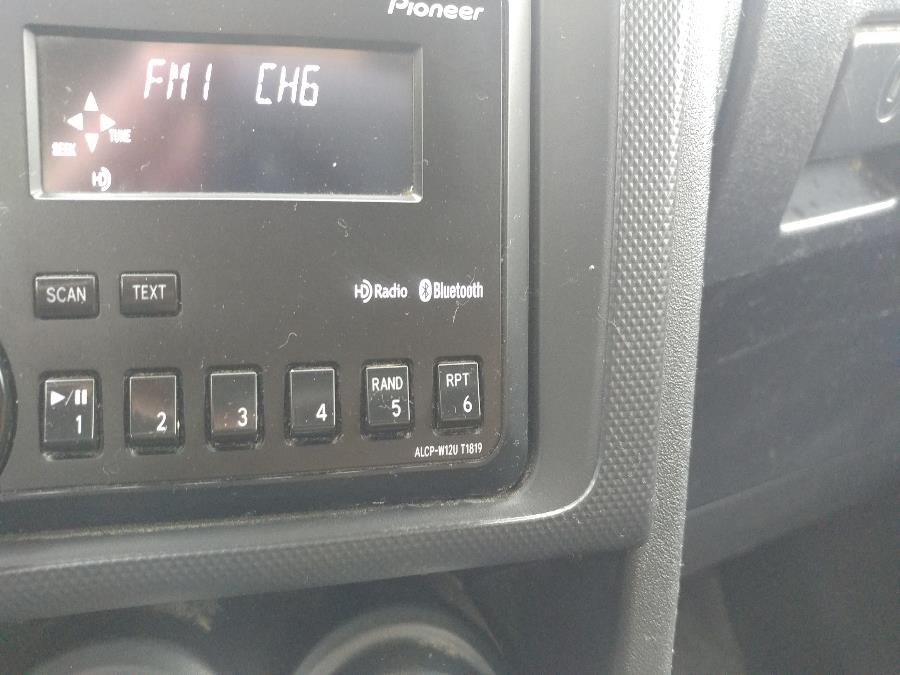 Pioneer
FM1 CH6
SEEK TUNE
HD
SCAN TEXT HD Radio Bluetooth
RAND RPT
1 2 3 4 5 6
ALCP-W12U T1819